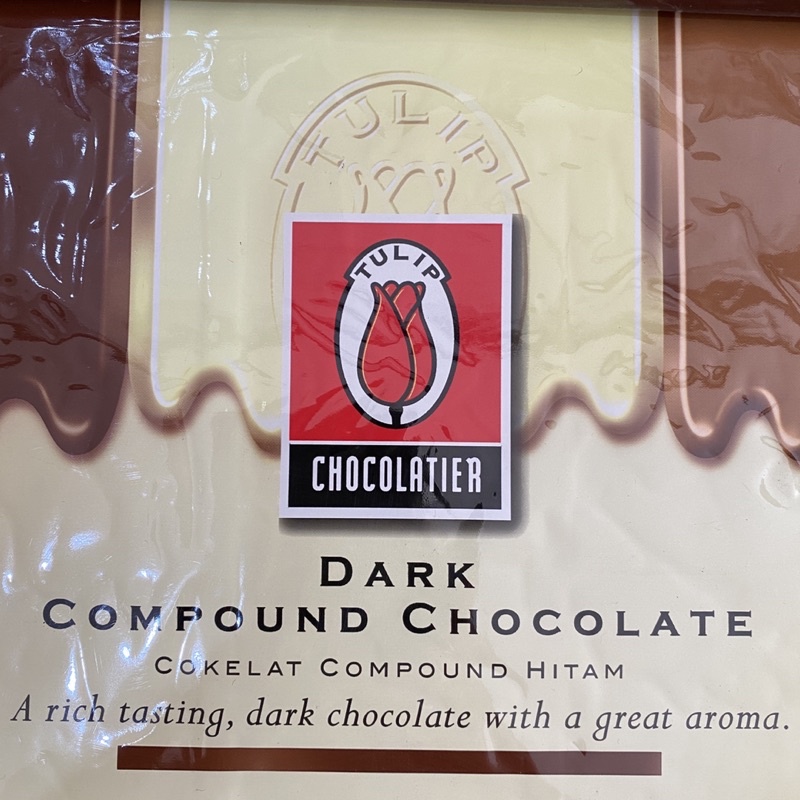 TULIP
TULIP
CHOCOLATIER
DARK
COMPOUND CHOCOLATE
COKELAT COMPOUND HITAM
A rich tasting, dark chocolate with a great aroma.